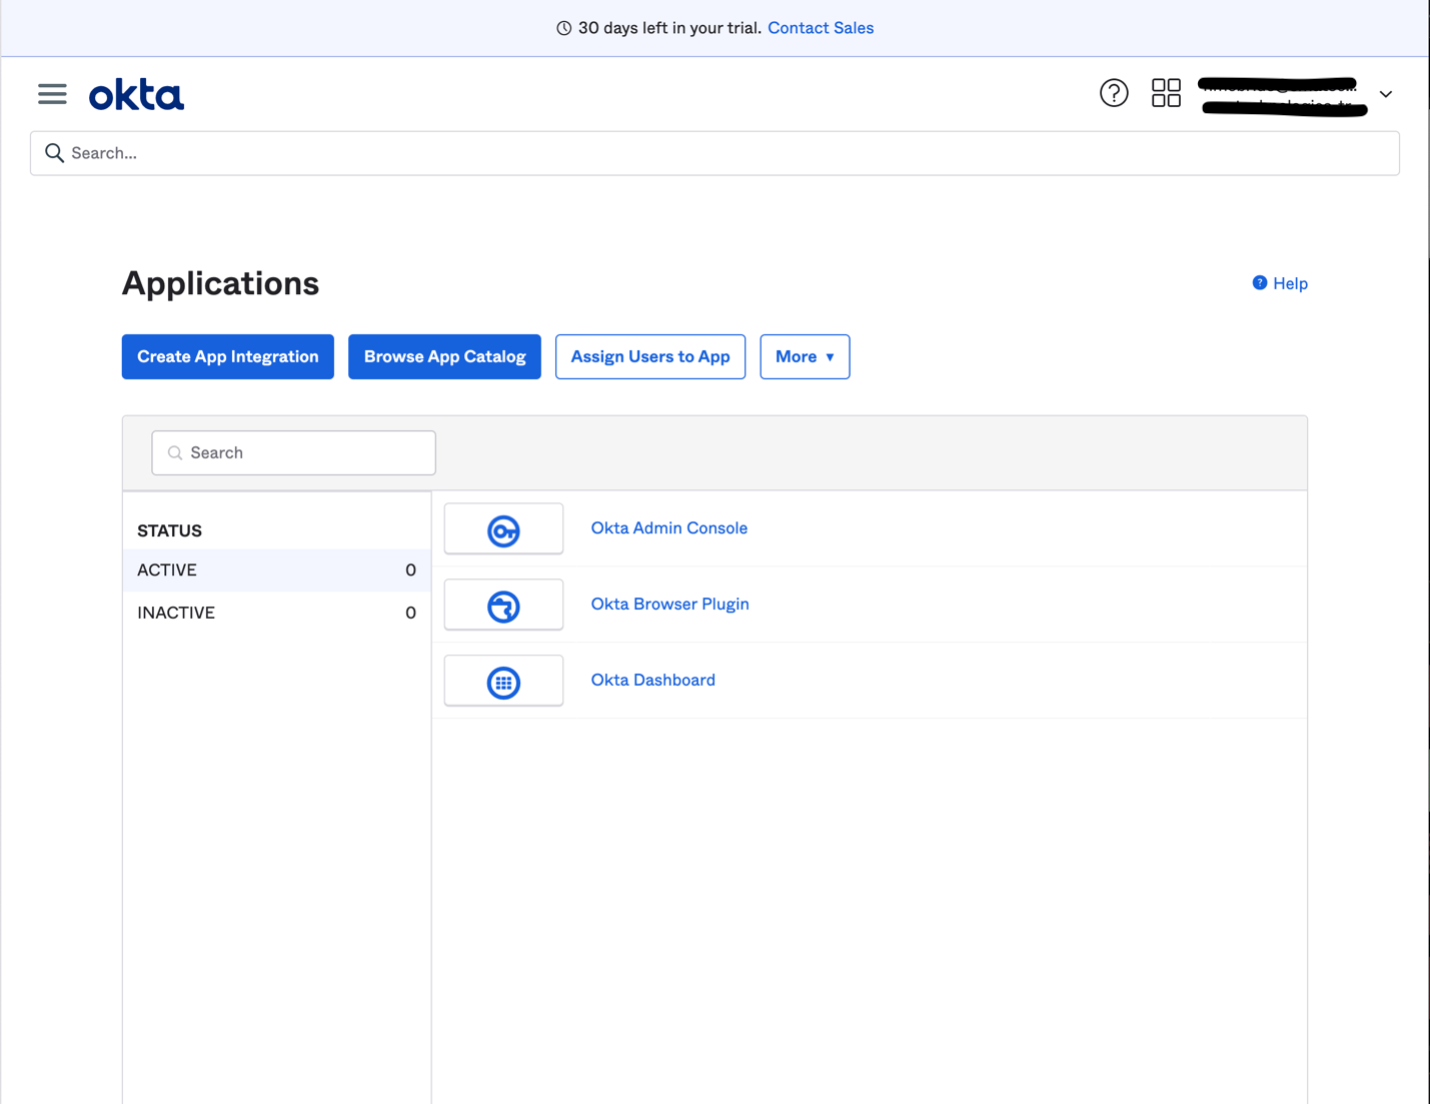 30 days left in your trial. Contact Sales
okta
Search...
Applications
Help
Create App Integration
Browse App Catalog
Assign Users to App
More
Search
STATUS
ACTIVE 0
INACTIVE 0
Okta Admin Console
Okta Browser Plugin
Okta Dashboard